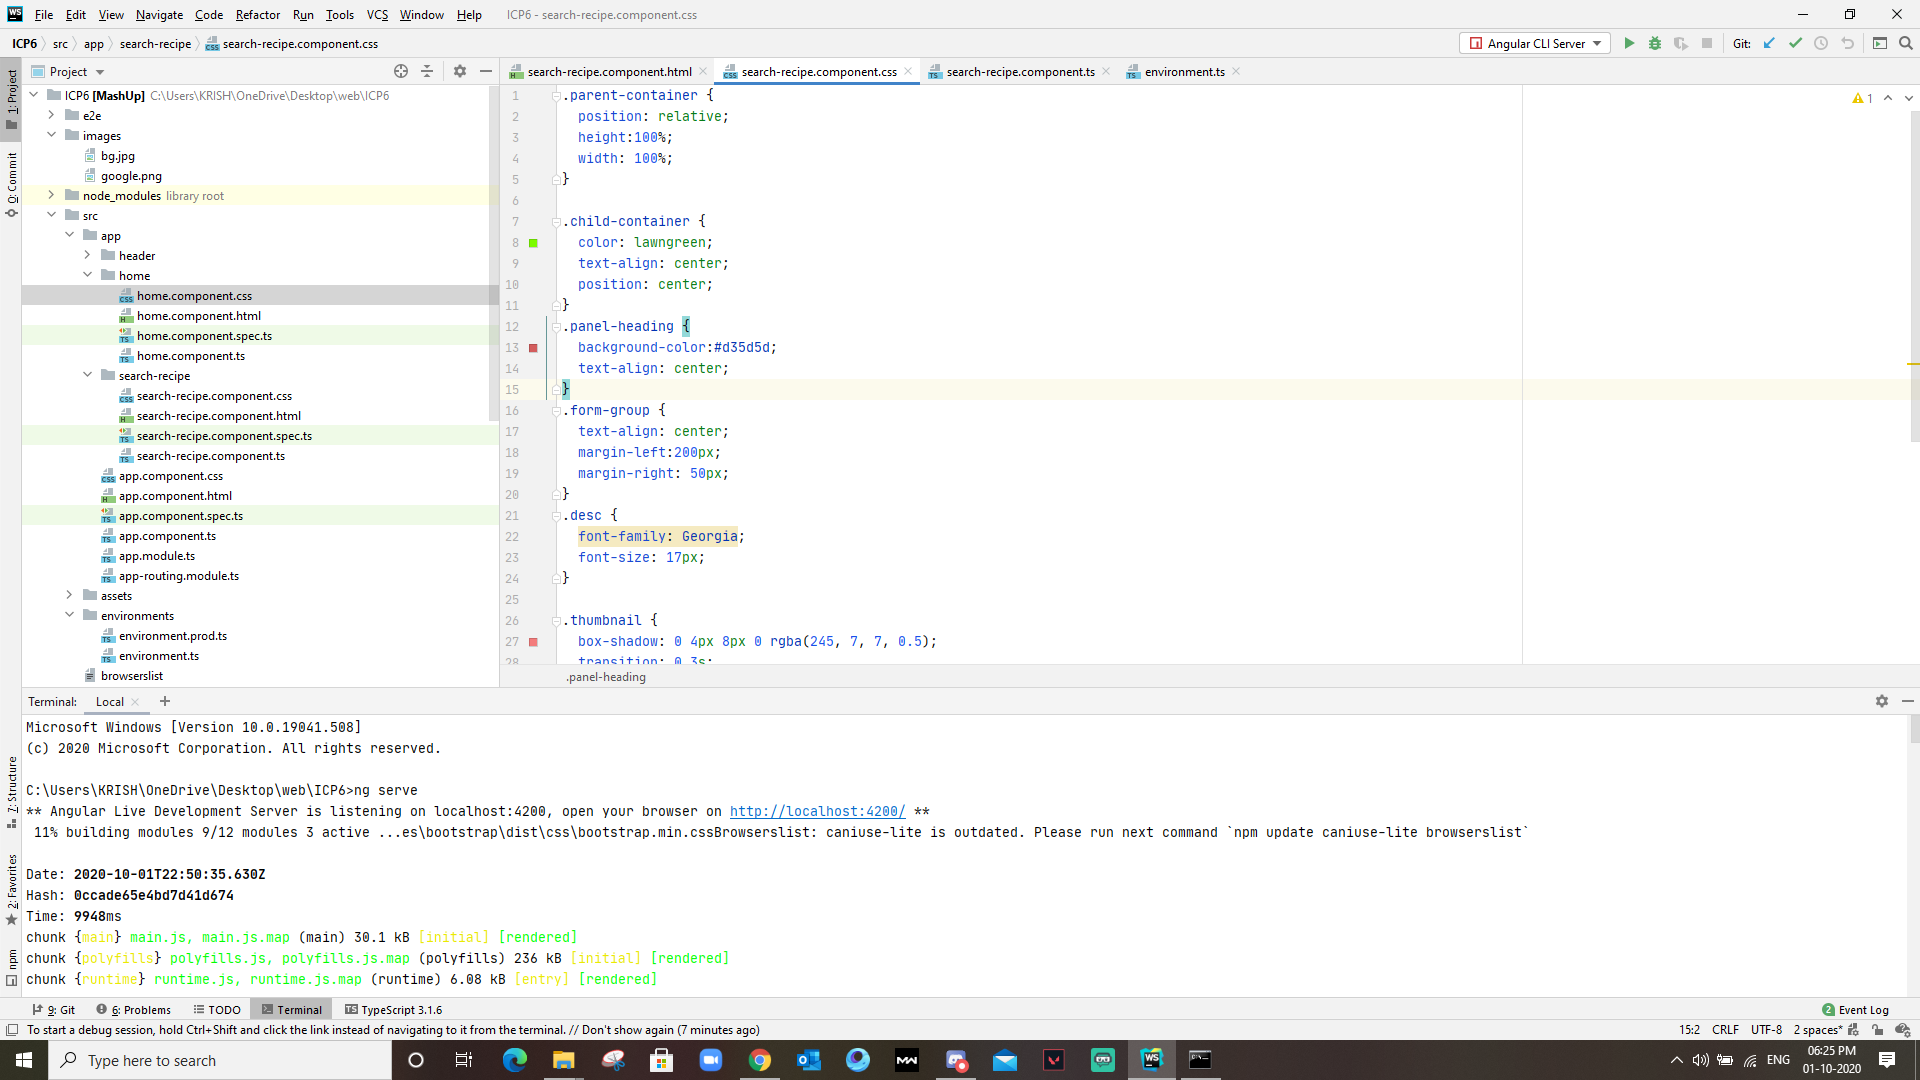 File Edit View Navigate Code Refactor Run Tools VCS Window Help ICP6 - search-recipe.component.css
ICP6 src app search-recipe search-recipe.component.css Angular CLI Server Git:
Project
search-recipe.component.html search-recipe.component.css search-recipe.component.ts environment.ts
1: Project
0: Commit
7: Structure
2: Favorites
npm
ICP6 [MashUp] C:\Users\KRISH\OneDrive\Desktop\web\ICP6
e2e
images
bg.jpg
google.png
node_modules library root
src
app
header
home
home.component.css
home.component.html
home.component.spec.ts
home.component.ts
search-recipe
search-recipe.component.css
search-recipe.component.html
search-recipe.component.spec.ts
search-recipe.component.ts
app.component.css
app.component.html
app.component.spec.ts
app.component.ts
app.module.ts
app-routing.module.ts
assets
environments
environment.prod.ts
environment.ts
browserslist
1 .parent-container {
2 position: relative;
3 height:100%;
4 width: 100%;
5 }
6
7 .child-container {
8 color: lawngreen;
9 text-align: center;
10 position: center;
11 }
12 .panel-heading {
13 background-color:#d35d5d;
14 text-align: center;
15 }
16 .form-group {
17 text-align: center;
18 margin-left:200px;
19 margin-right: 50px;
20 }
21 .desc {
22 font-family: Georgia;
23 font-size: 17px;
24 }
25
26 .thumbnail {
27 box-shadow: 0 4px 8px 0 rgba(245, 7, 7, 0.5);
28 transition: 0.3s;
1
.panel-heading
Terminal: Local
Microsoft Windows [Version 10.0.19041.508]
(c) 2020 Microsoft Corporation. All rights reserved.
C:\Users\KRISH\OneDrive\Desktop\web\ICP6>ng serve
** Angular Live Development Server is listening on localhost:4200, open your browser on http://localhost:4200/ **
11% building modules 9/12 modules 3 active ...es\bootstrap\dist\css\bootstrap.min.cssBrowserslist: caniuse-lite is outdated. Please run next command `npm update caniuse-lite browserslist`
Date: 2020-10-01T22:50:35.630Z
Hash: 0ccade65e4bd7d41d674
Time: 9948ms
chunk {main} main.js, main.js.map (main) 30.1 kB [initial] [rendered]
chunk {polyfills} polyfills.js, polyfills.js.map (polyfills) 236 kB [initial] [rendered]
chunk {runtime} runtime.js, runtime.js.map (runtime) 6.08 kB [entry] [rendered]
9: Git 6: Problems TODO Terminal TypeScript 3.1.6 2 Event Log
To start a debug session, hold Ctrl+Shift and click the link instead of navigating to it from the terminal. // Don't show again (7 minutes ago) 15:2 CRLF UTF-8 2 spaces*
Type here to search
ENG
06:25 PM
01-10-2020